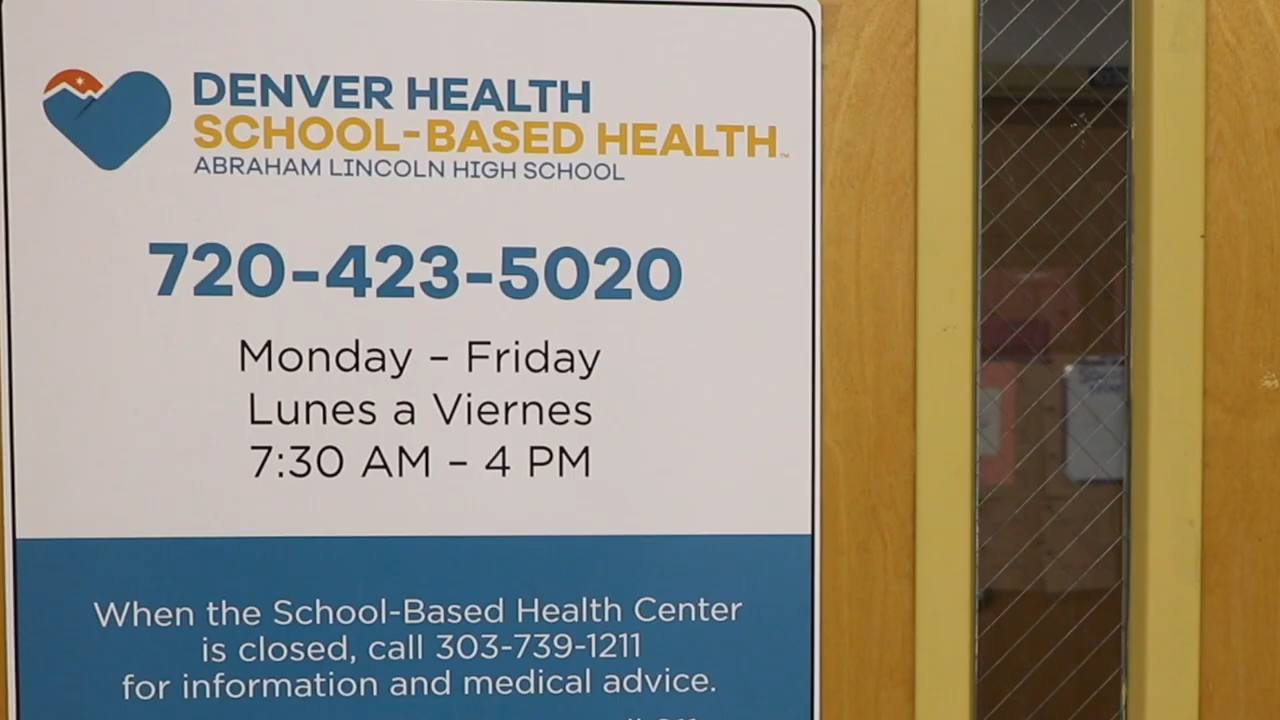 DENVER HEALTH
SCHOOL-BASED HEALTH™
ABRAHAM LINCOLN HIGH SCHOOL
720-423-5020
Monday – Friday
Lunes a Viernes
7:30 AM – 4 PM
When the School-Based Health Center
is closed, call 303-739-1211
for information and medical advice.